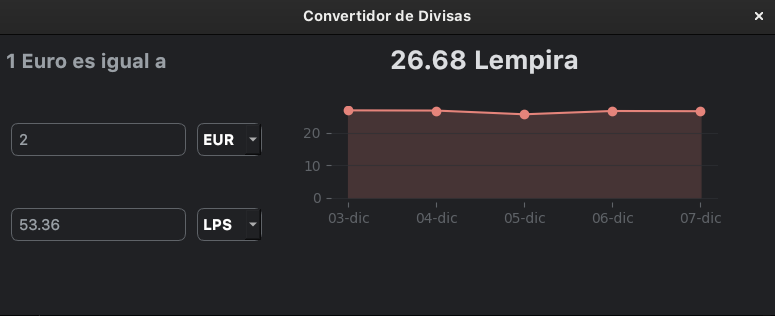 Convertidor de Divisas
×
1 Euro es igual a
26.68 Lempira
2
EUR
53.36
LPS
20
10
0
03-dic
04-dic
05-dic
06-dic
07-dic